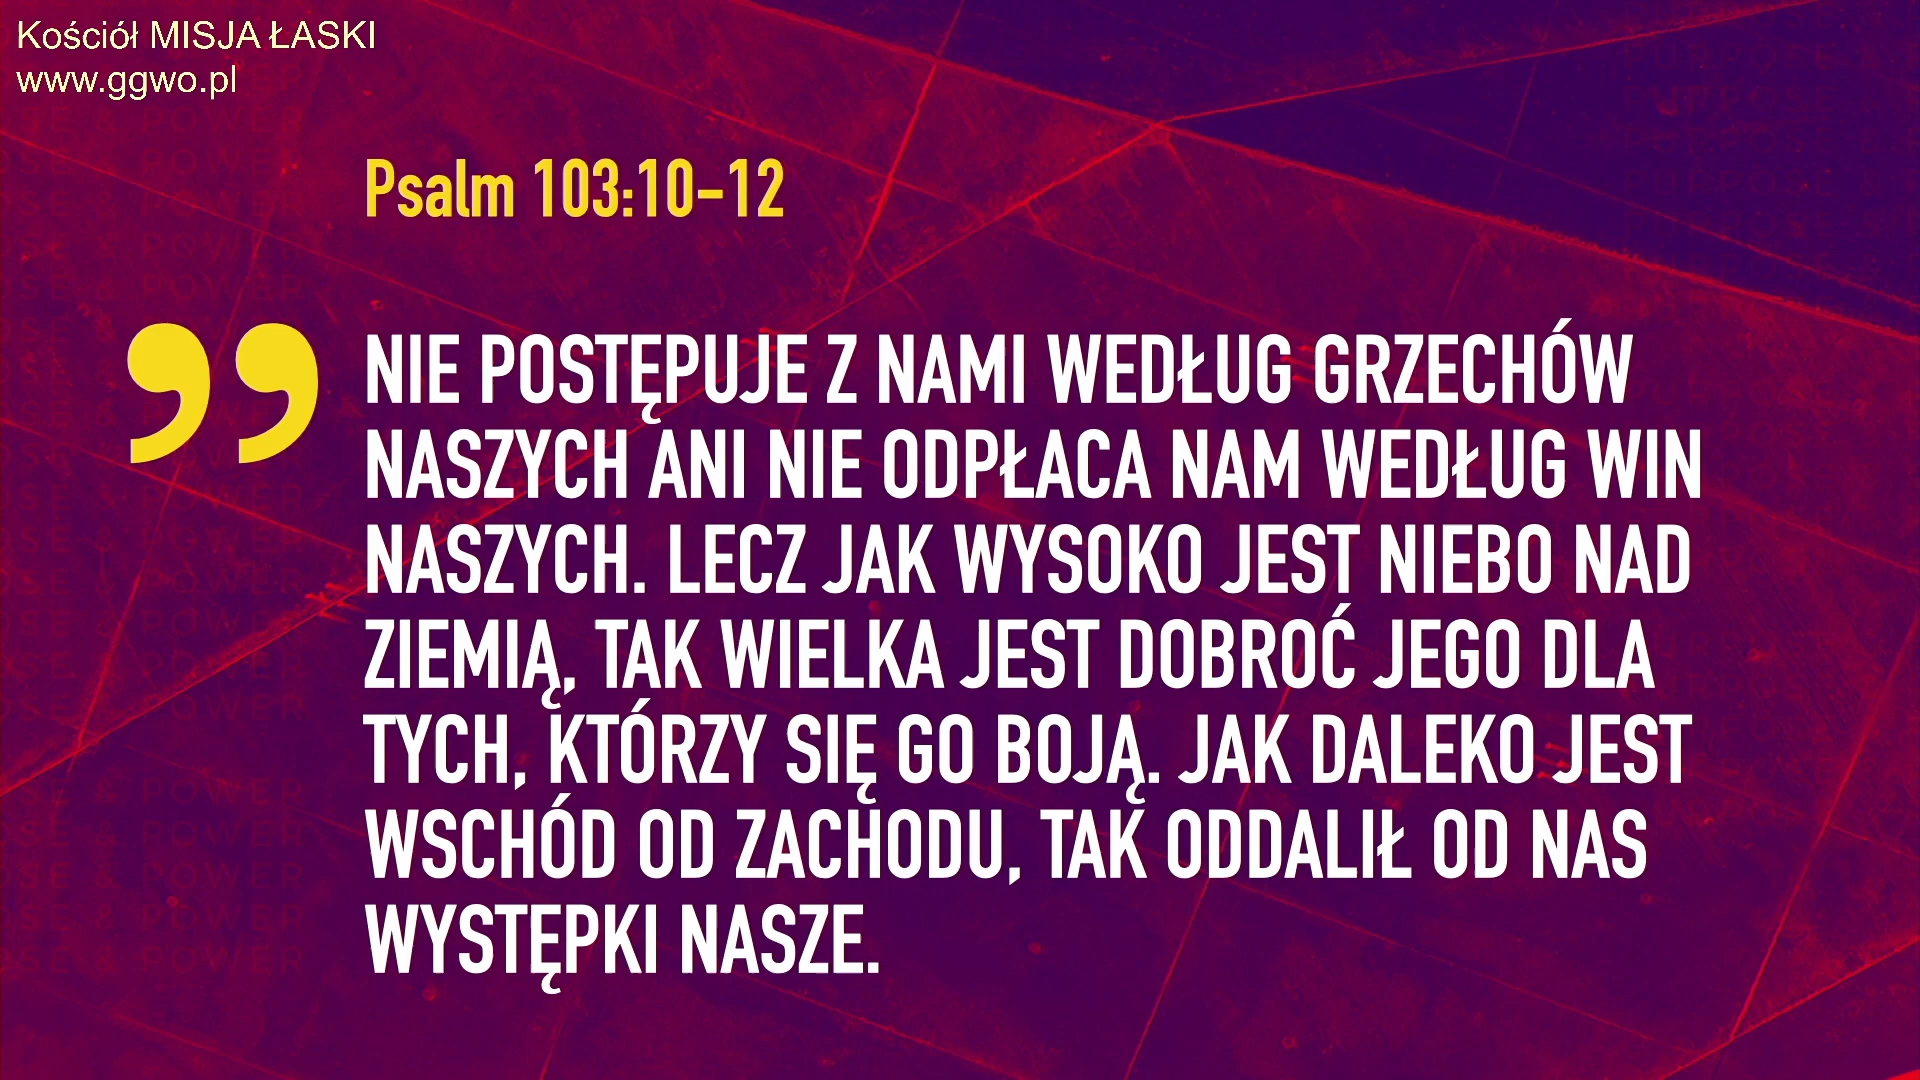 Kościół MISJA ŁASKI
www.ggwo.pl
Psalm 103:10-12
”
NIE POSTĘPUJE Z NAMI WEDŁUG GRZECHÓW
NASZYCH ANI NIE ODPŁACA NAM WEDŁUG WIN
NASZYCH. LECZ JAK WYSOKO JEST NIEBO NAD
ZIEMIĄ, TAK WIELKA JEST DOBROĆ JEGO DLA
TYCH, KTÓRZY SIĘ GO BOJĄ. JAK DALEKO JEST
WSCHÓD OD ZACHODU, TAK ODDALIŁ OD NAS
WYSTĘPKI NASZE.